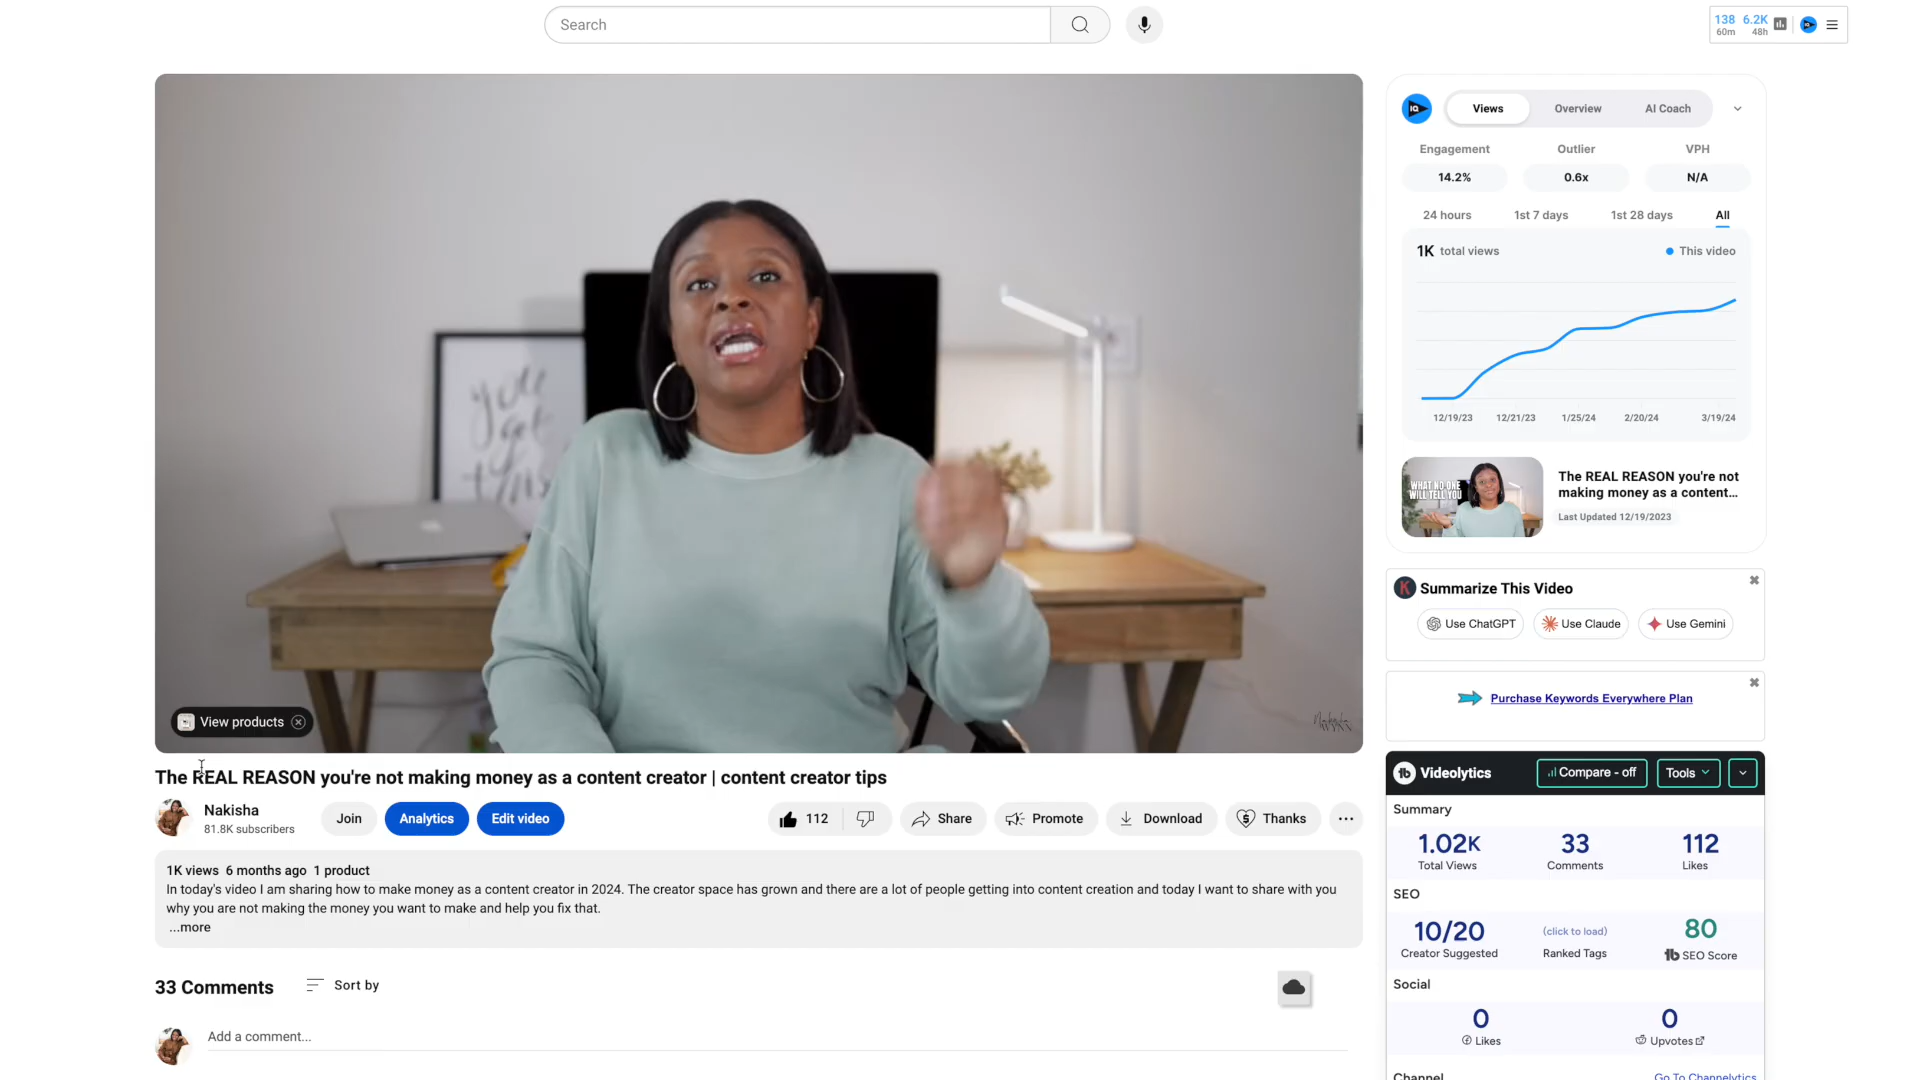 Search
138 6.2K
60m 48h
Views Overview AI Coach
Engagement Outlier VPH
14.2% 0.6x N/A
24 hours 1st 7 days 1st 28 days All
1K total views This video
12/19/23 12/21/23 1/25/24 2/20/24 3/19/24
WHAT NO ONE
WILL TELL YOU
The REAL REASON you're not
making money as a content...
Last Updated 12/19/2023
Summarize This Video
Use ChatGPT Use Claude Use Gemini
Purchase Keywords Everywhere Plan
you
get
View products
The REAL REASON you're not making money as a content creator | content creator tips
Nakisha
81.8K subscribers
Join Analytics Edit video
112 Share Promote Download Thanks
1K views 6 months ago 1 product
In today's video I am sharing how to make money as a content creator in 2024. The creator space has grown and there are a lot of people getting into content creation and today I want to share with you
why you are not making the money you want to make and help you fix that.
...more
33 Comments Sort by
Add a comment...
Videolytics Compare - off Tools
Summary
1.02K 33 112
Total Views Comments Likes
SEO
10/20 (click to load) 80
Creator Suggested Ranked Tags SEO Score
Social
0 0
Likes Upvotes
Channel Go To Channelytics